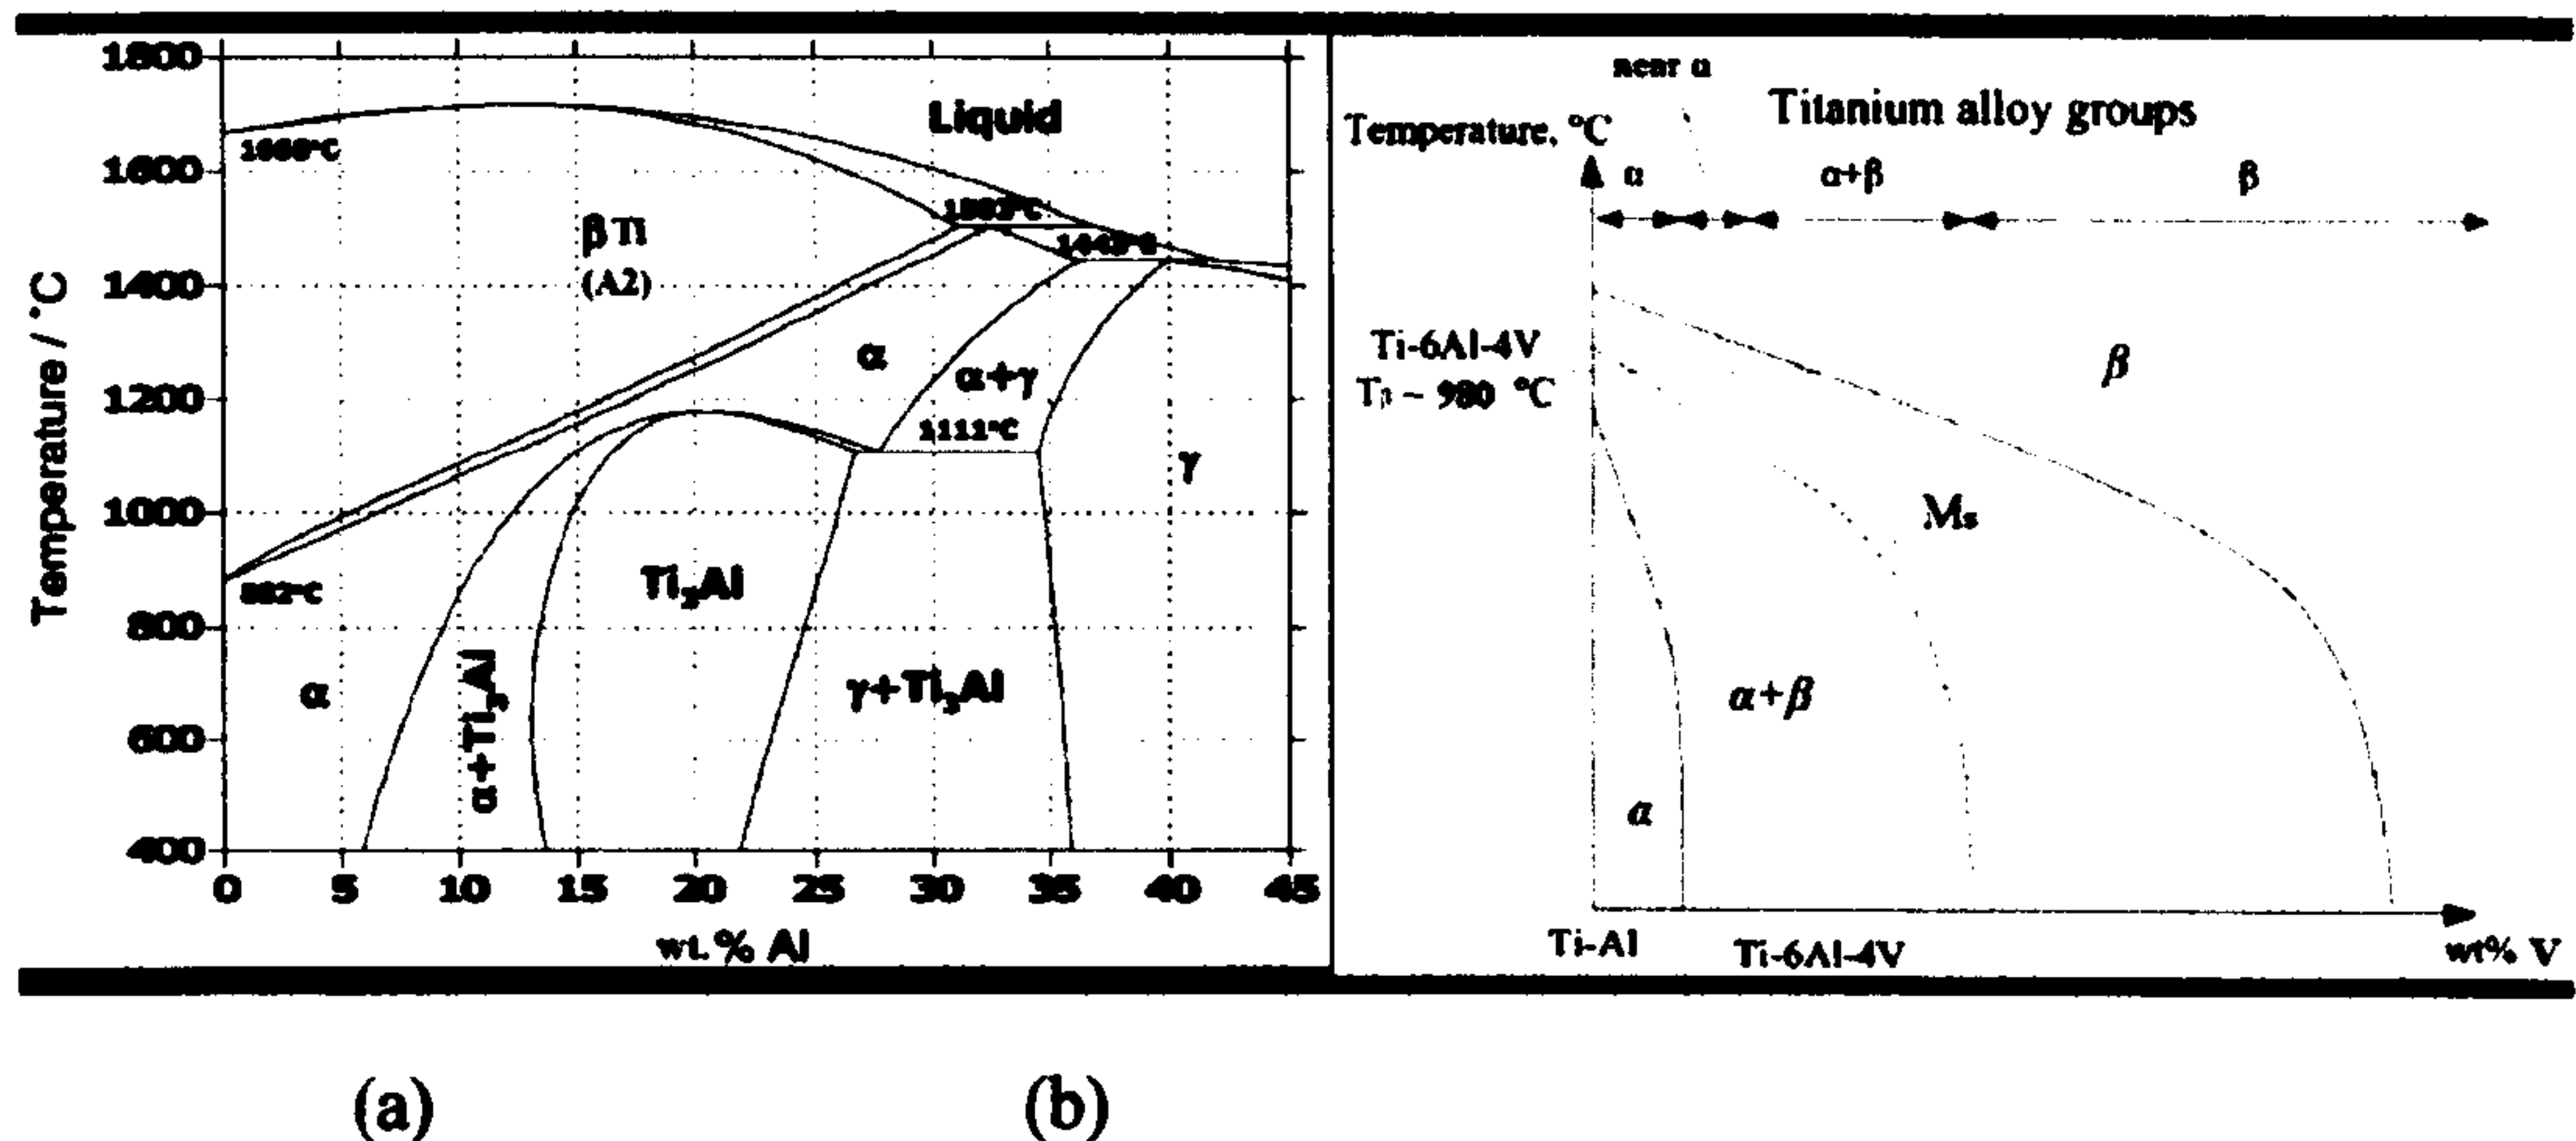 1800
1600
1400
1200
1000
800
600
400
Temperature / °C
0 5 10 15 20 25 30 35 40 45
wt.% Al
Liquid
βTi
(A2)
α
α+γ
1111°C
γ
882°C
Ti3Al
α
α+Ti3Al
γ+Ti3Al
near α
Titanium alloy groups
Temperature, °C
α
α+β
β
Ti-6Al-4V
Tβ ~ 980 °C
β
Ms
α+β
α
Ti-Al
Ti-6Al-4V
wt% V
(a)
(b)